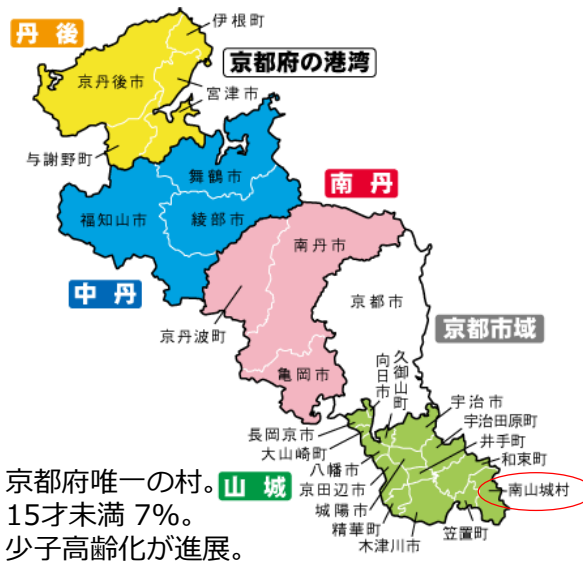 丹後
伊根町
京都府の港湾
京丹後市
宮津市
与謝野町
舞鶴市
南丹
福知山市
綾部市
南丹市
中丹
京都市
京丹波町
京都市域
亀岡市
向日市
久御山町
宇治市
宇治田原町
長岡京市
井手町
大山崎町
和束町
八幡市
南山城村
山城
京田辺市
城陽市
精華町
笠置町
木津川市
京都府唯一の村。
15才未満 7%。
少子高齢化が進展。